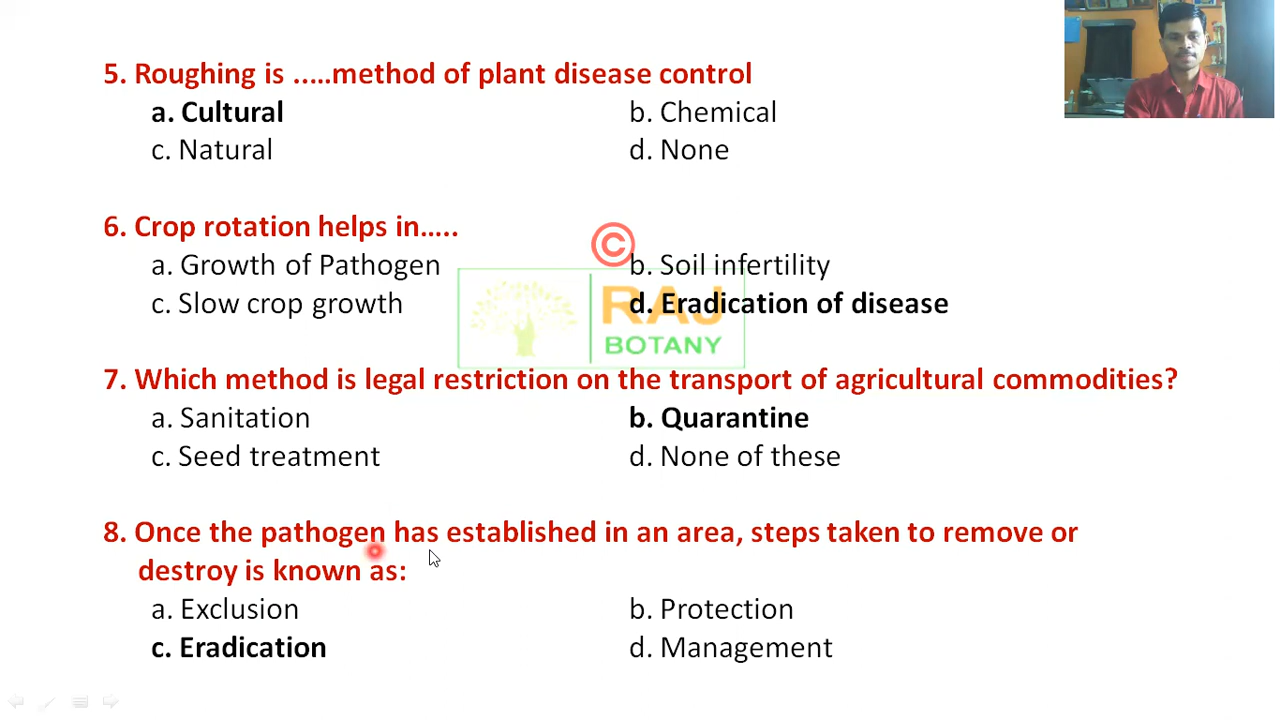 5. Roughing is .....method of plant disease control
a. Cultural
b. Chemical
c. Natural
d. None
6. Crop rotation helps in.....
a. Growth of Pathogen
b. Soil infertility
c. Slow crop growth
d. Eradication of disease
©
RAJ
BOTANY
7. Which method is legal restriction on the transport of agricultural commodities?
a. Sanitation
b. Quarantine
c. Seed treatment
d. None of these
8. Once the pathogen has established in an area, steps taken to remove or
destroy is known as:
a. Exclusion
b. Protection
c. Eradication
d. Management